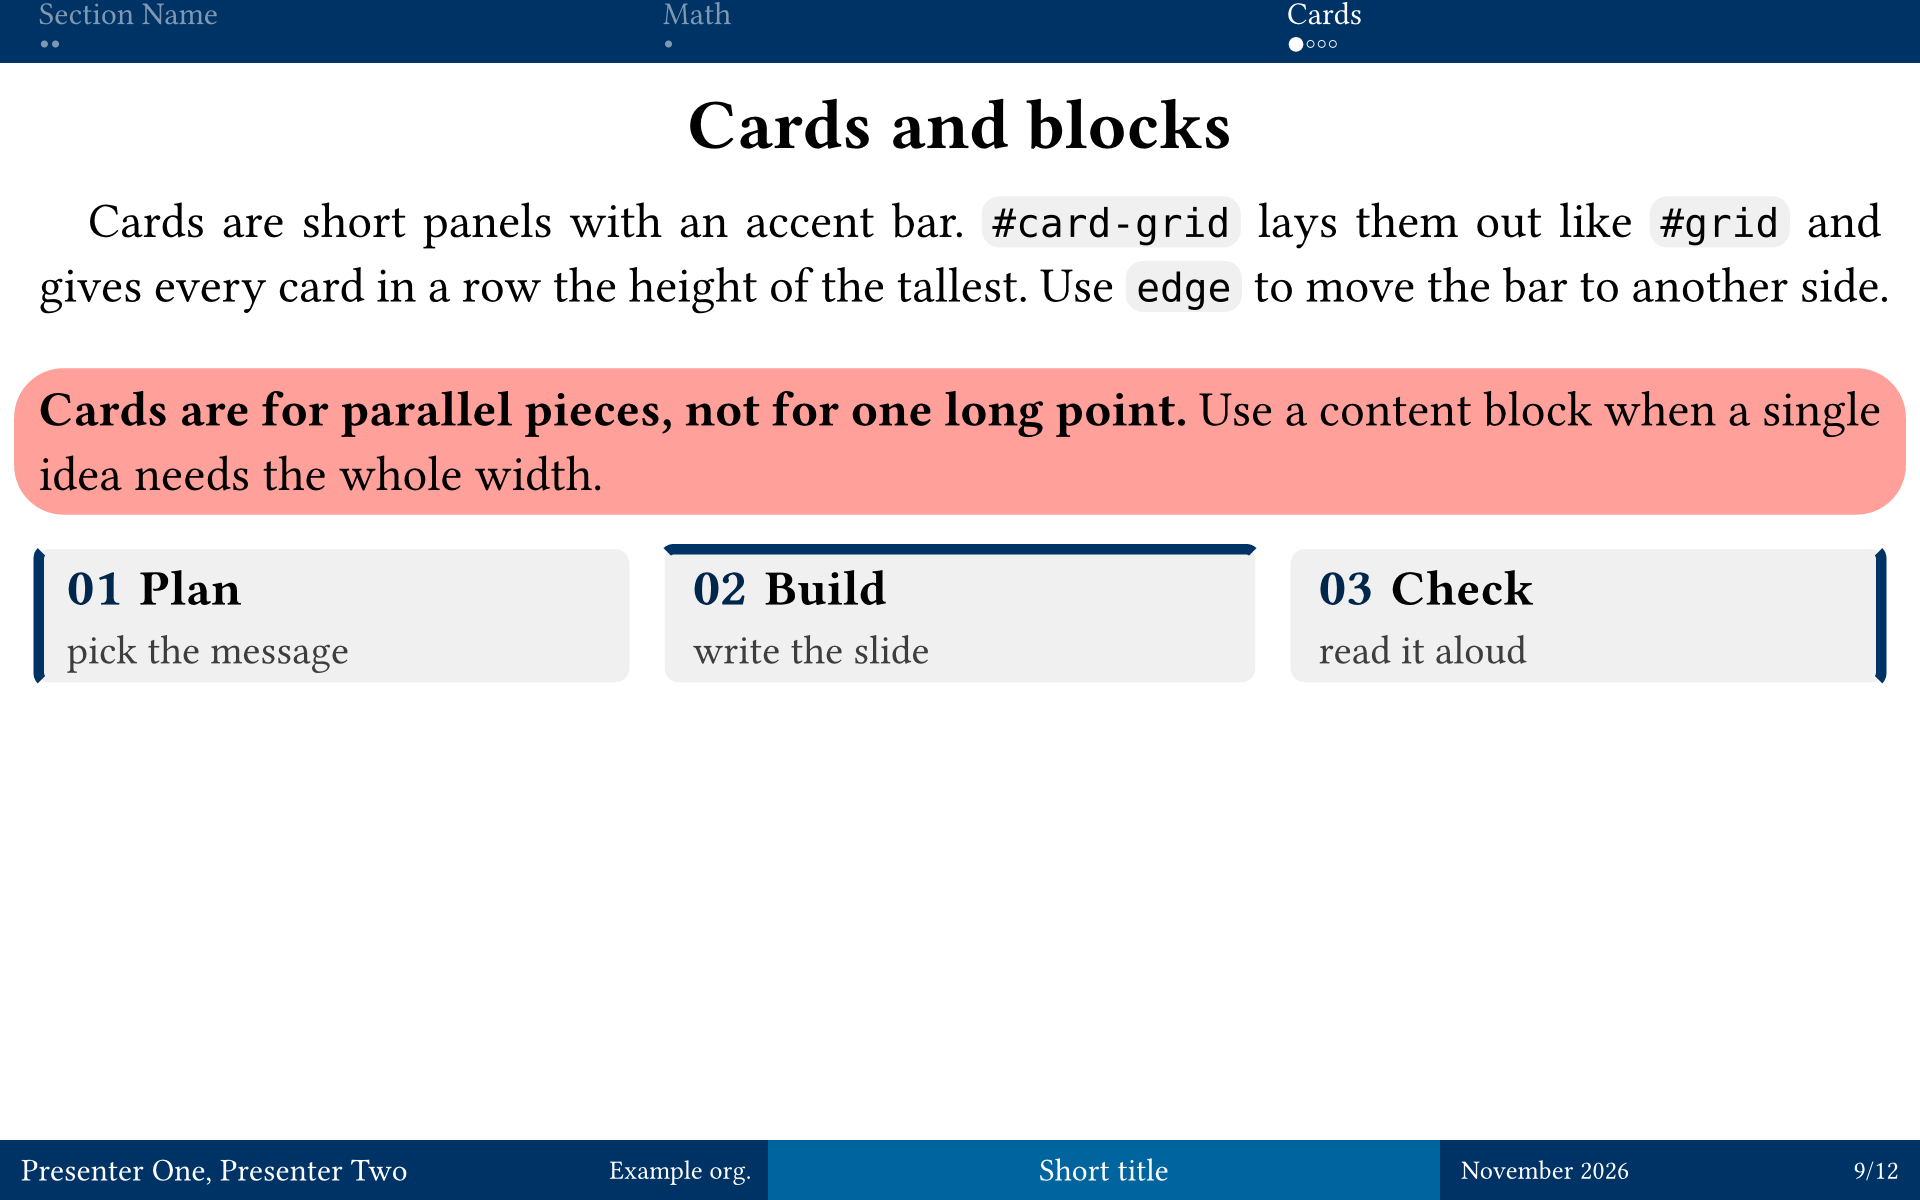 Section Name
Math
Cards
Cards and blocks
Cards are short panels with an accent bar. #card-grid lays them out like #grid and
gives every card in a row the height of the tallest. Use edge to move the bar to another side.
Cards are for parallel pieces, not for one long point. Use a content block when a single
idea needs the whole width.
01 Plan
pick the message
02 Build
write the slide
03 Check
read it aloud
Presenter One, Presenter Two
Example org.
Short title
November 2026
9/12